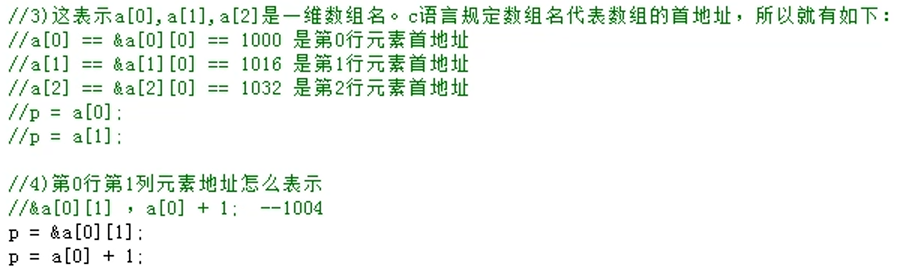 //3)这表示a[0],a[1],a[2]是一维数组名。c语言规定数组名代表数组的首地址，所以就有如下：
//a[0] == &a[0][0] == 1000 是第0行元素首地址
//a[1] == &a[1][0] == 1016 是第1行元素首地址
//a[2] == &a[2][0] == 1032 是第2行元素首地址
//p = a[0];
//p = a[1];
//4)第0行第1列元素地址怎么表示
//&a[0][1] ，a[0] + 1;  --1004
p = &a[0][1];
p = a[0] + 1;